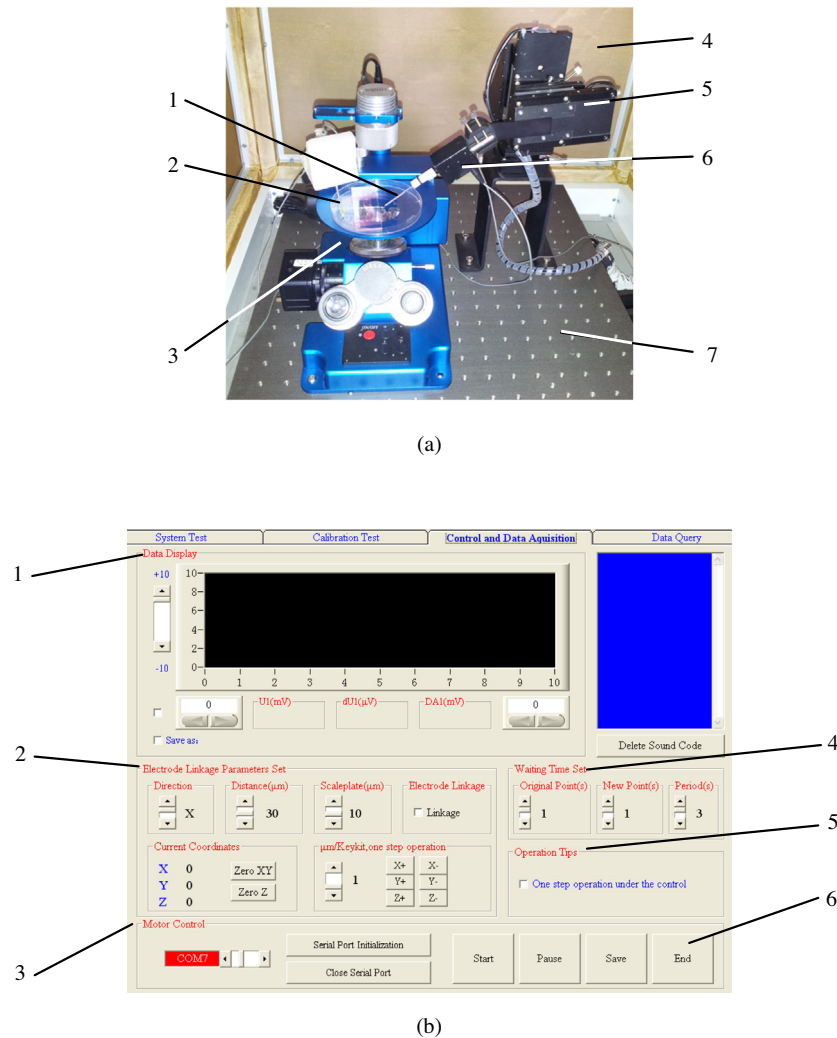 1
2
3
4
5
6
7
(a)
System Test
Calibration Test
Control and Data Aquisition
Data Query
1
Data Display
+10
-10
10
8
6
4
2
0
0 1 2 3 4 5 6 7 8 9 10
0
U1(mV)
dU1(μV)
DA1(mV)
0
Save as:
Delete Sound Code
2
Electrode Linkage Parameters Set
Direction
X
Distance(μm)
30
Scaleplate(μm)
10
Electrode Linkage
Linkage
Current Coordinates
X 0
Y 0
Z 0
Zero XY
Zero Z
μm/Keykit,one step operation
1
X+ X-
Y+ Y-
Z+ Z-
4
Waiting Time Set
Original Point(s)
1
New Point(s)
1
Period(s)
3
5
Operation Tips
One step operation under the control
3
Motor Control
COM7
Serial Port Initialization
Close Serial Port
Start
Pause
Save
End
6
(b)